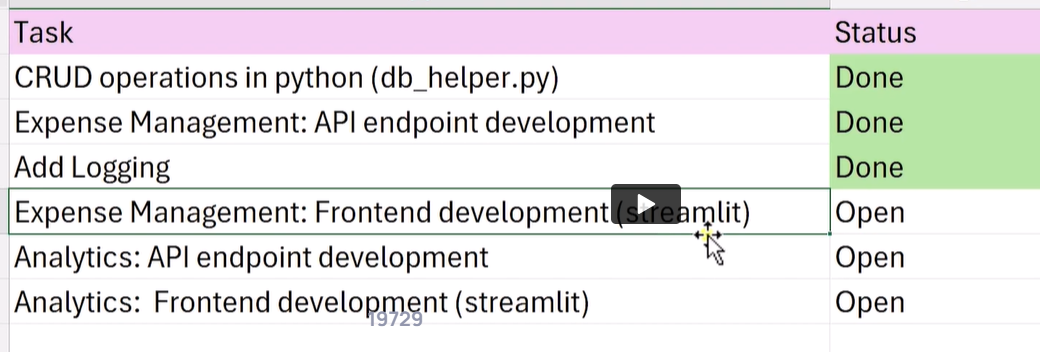 Task Status
CRUD operations in python (db_helper.py) Done
Expense Management: API endpoint development Done
Add Logging Done
Expense Management: Frontend development (streamlit) Open
Analytics: API endpoint development Open
Analytics:  Frontend development (streamlit) Open
19729